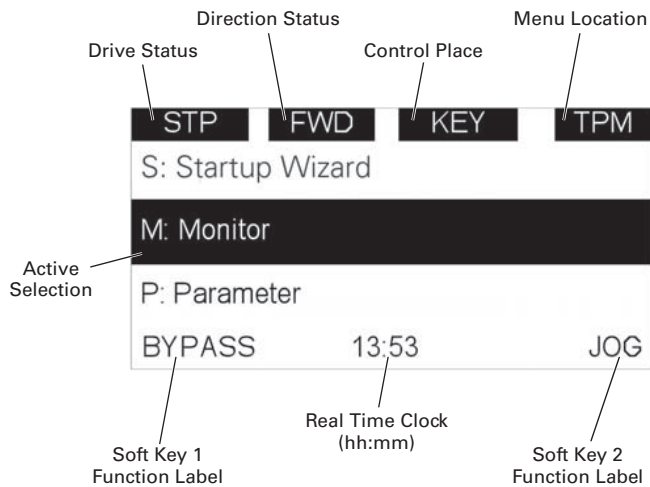 Direction Status
Menu Location
Drive Status
Control Place
STP FWD KEY TPM
S: Startup Wizard
M: Monitor
Active
Selection
P: Parameter
BYPASS 13:53 JOG
Real Time Clock
(hh:mm)
Soft Key 1
Function Label
Soft Key 2
Function Label